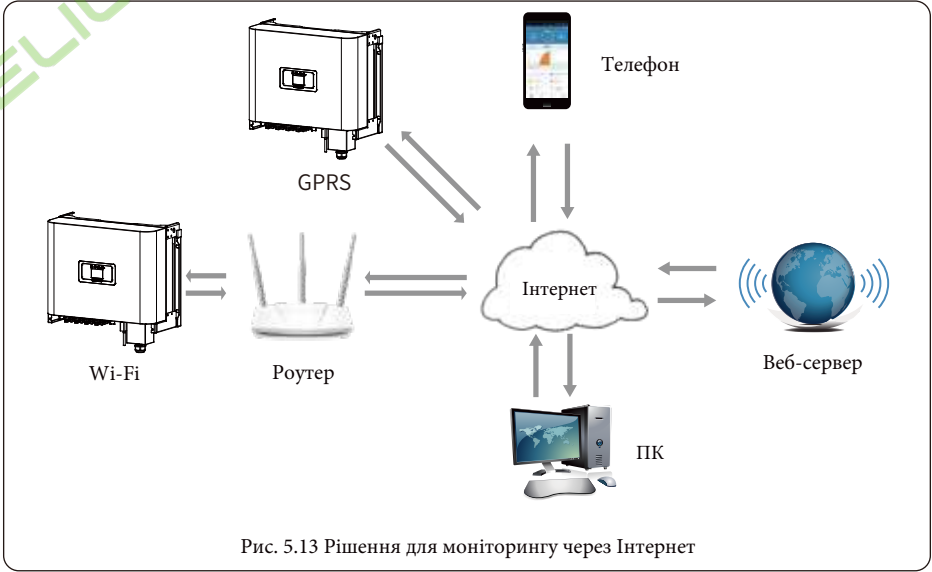 Телефон
GPRS
Інтернет
Wi-Fi
Роутер
Веб-сервер
ПК
Рис. 5.13 Рішення для моніторингу через Інтернет